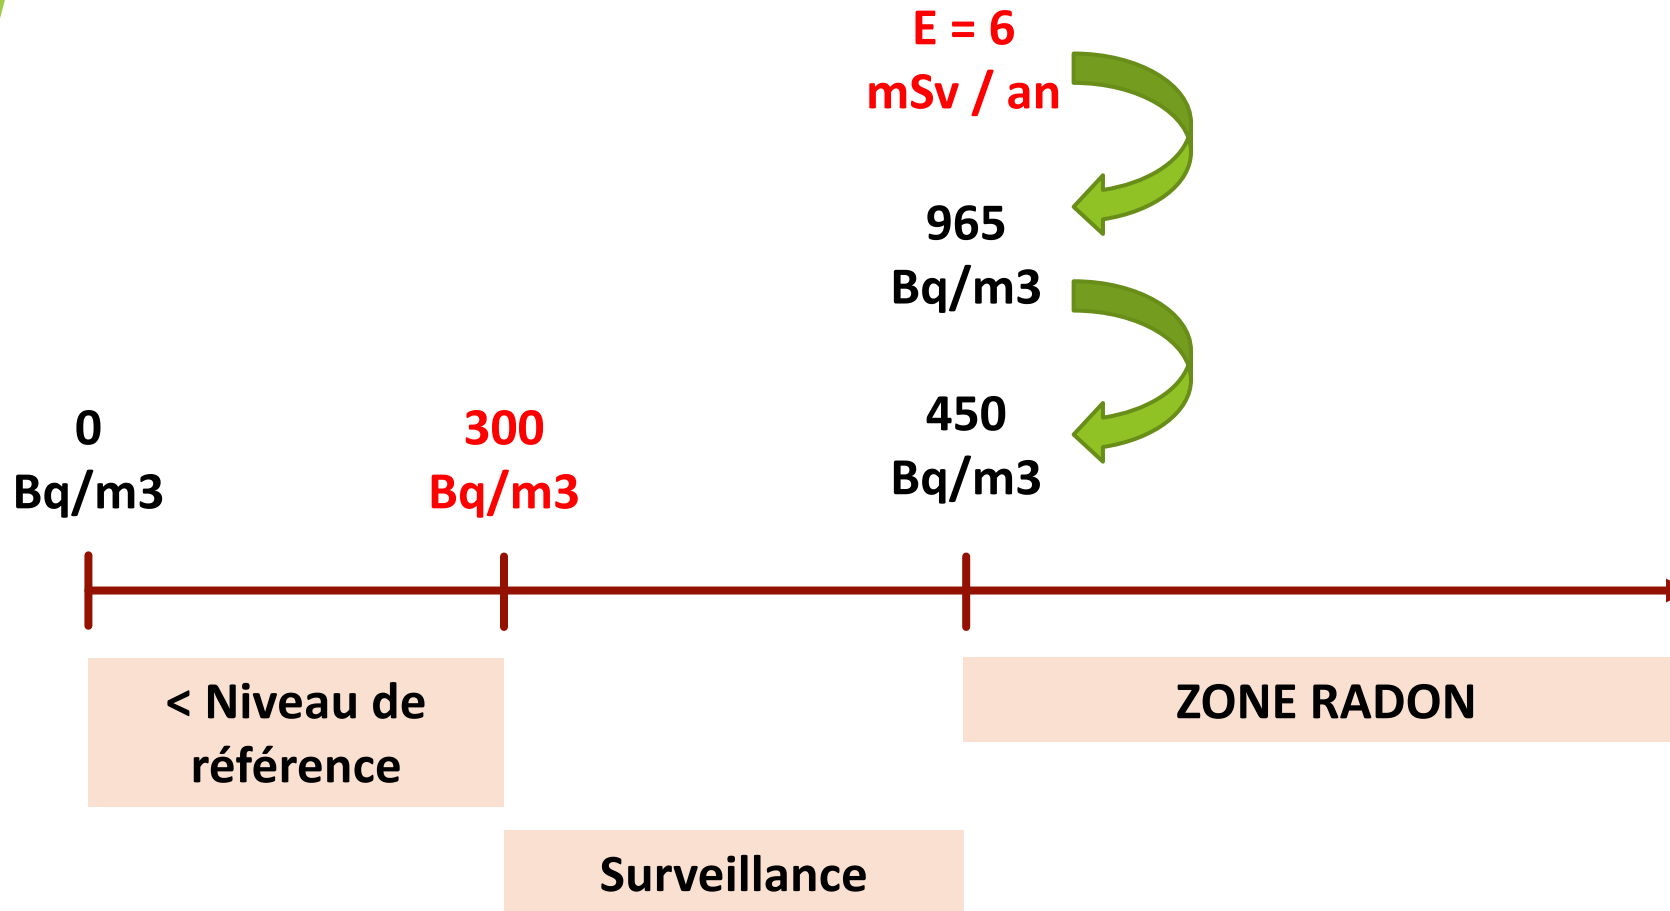 E = 6
mSv / an
965
Bq/m3
450
Bq/m3
0
Bq/m3
300
Bq/m3
< Niveau de
référence
ZONE RADON
Surveillance